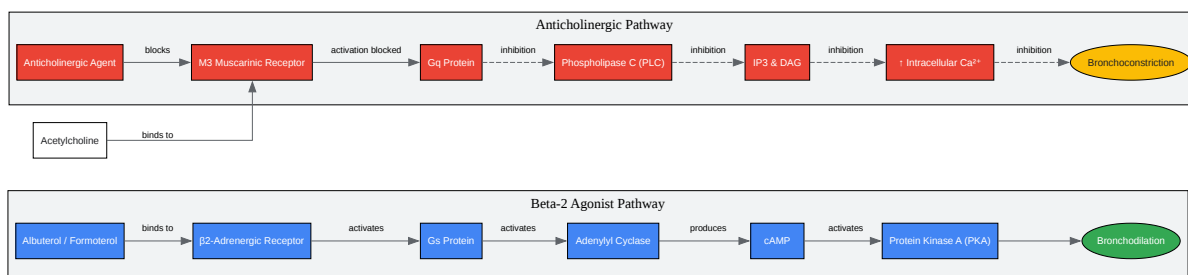 Anticholinergic Pathway
Anticholinergic Agent
blocks
M3 Muscarinic Receptor
activation blocked
Gq Protein
inhibition
Phospholipase C (PLC)
inhibition
IP3 & DAG
inhibition
↑ Intracellular Ca²⁺
inhibition
Bronchoconstriction
Acetylcholine
binds to
Beta-2 Agonist Pathway
Albuterol / Formoterol
binds to
β2-Adrenergic Receptor
activates
Gs Protein
activates
Adenylyl Cyclase
produces
cAMP
activates
Protein Kinase A (PKA)
Bronchodilation